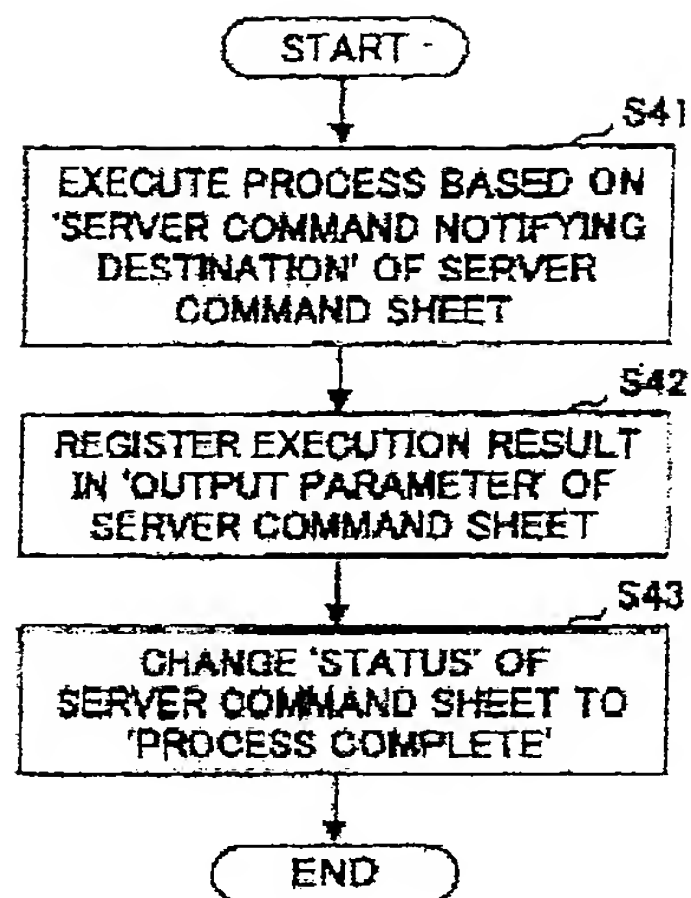 START
S41
EXECUTE PROCESS BASED ON
'SERVER COMMAND NOTIFYING
DESTINATION' OF SERVER
COMMAND SHEET
S42
REGISTER EXECUTION RESULT
IN 'OUTPUT PARAMETER' OF
SERVER COMMAND SHEET
S43
CHANGE 'STATUS' OF
SERVER COMMAND SHEET TO
'PROCESS COMPLETE'
END